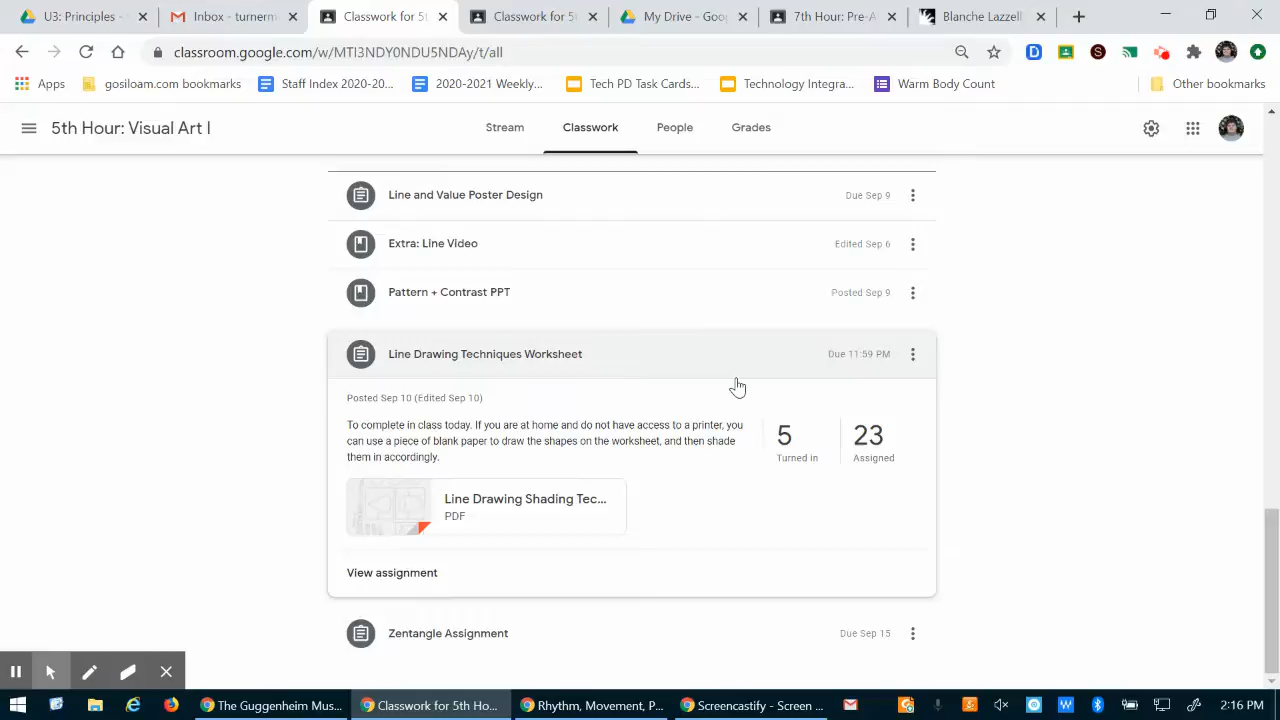 U3: Principles -
Inbox - turnerm
Classwork for 5t
Classwork for 5t
My Drive - Goo
7th Hour: Pre-A
Blanche Lazzell
classroom.google.com/w/MTI3NDY0NDU5NDAy/t/all
Apps
gosiloam.com bookmarks
Staff Index 2020-20...
2020-2021 Weekly...
Tech PD Task Cards...
Technology Integra...
Warm Body Count
Other bookmarks
5th Hour: Visual Art I
Stream
Classwork
People
Grades
Line and Value Poster Design
Due Sep 9
Extra: Line Video
Edited Sep 6
Pattern + Contrast PPT
Posted Sep 9
Line Drawing Techniques Worksheet
Due 11:59 PM
Posted Sep 10 (Edited Sep 10)
To complete in class today. If you are at home and do not have access to a printer, you
can use a piece of blank paper to draw the shapes on the worksheet, and then shade
them in accordingly.
5
Turned in
23
Assigned
Line Drawing Shading Tec...
PDF
View assignment
Zentangle Assignment
Due Sep 15
The Guggenheim Mus...
Classwork for 5th Ho...
Rhythm, Movement, P...
Screencastify - Screen ...
2:16 PM